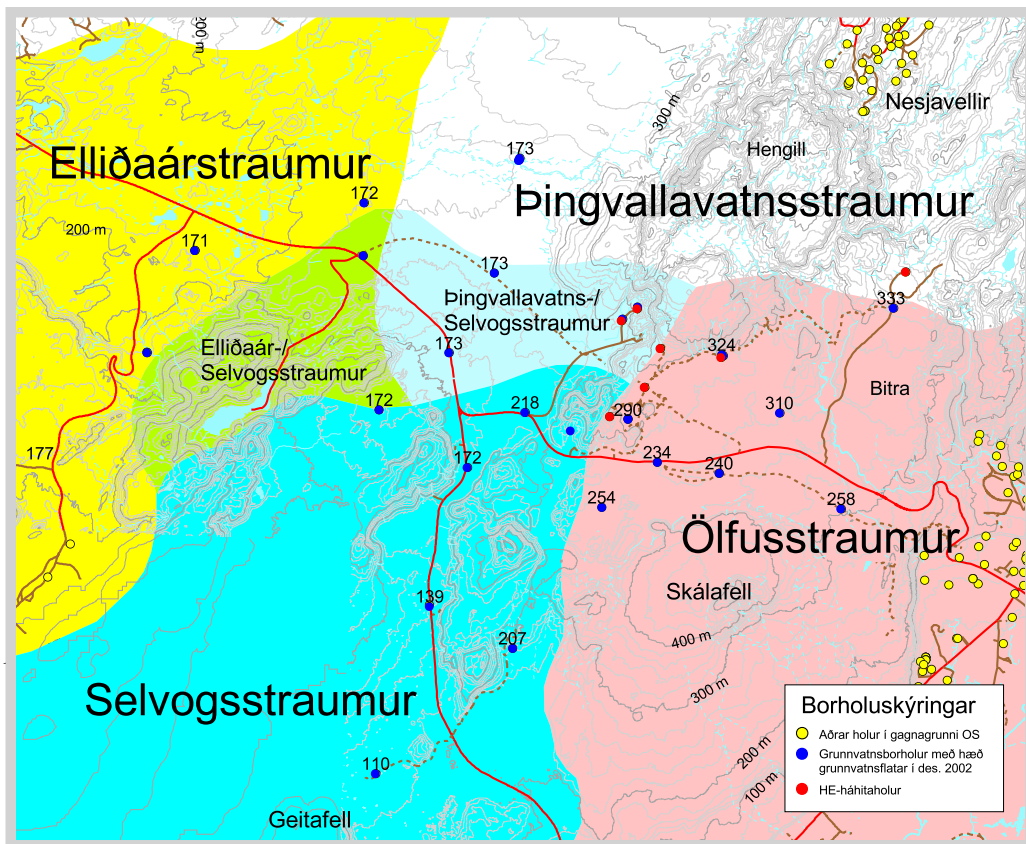 200 m
300 m
Nesjavellir
Hengill
Elliðaárstraumur
173
172
Þingvallavatnsstraumur
200 m
171
173
Þingvallavatns-/
Selvogsstraumur
333
Elliðaár-/
Selvogsstraumur
173
324
Bitra
172
218
290
310
177
172
234
240
254
258
Ölfusstraumur
Skálafell
139
400 m
207
300 m
Selvogsstraumur
200 m
100 m
110
Geitafell
Borholuskýringar
Aðrar holur í gagnagrunni OS
Grunnvatnsborholur með hæð
grunnvatnsflatar í des. 2002
HE-háhitaholur